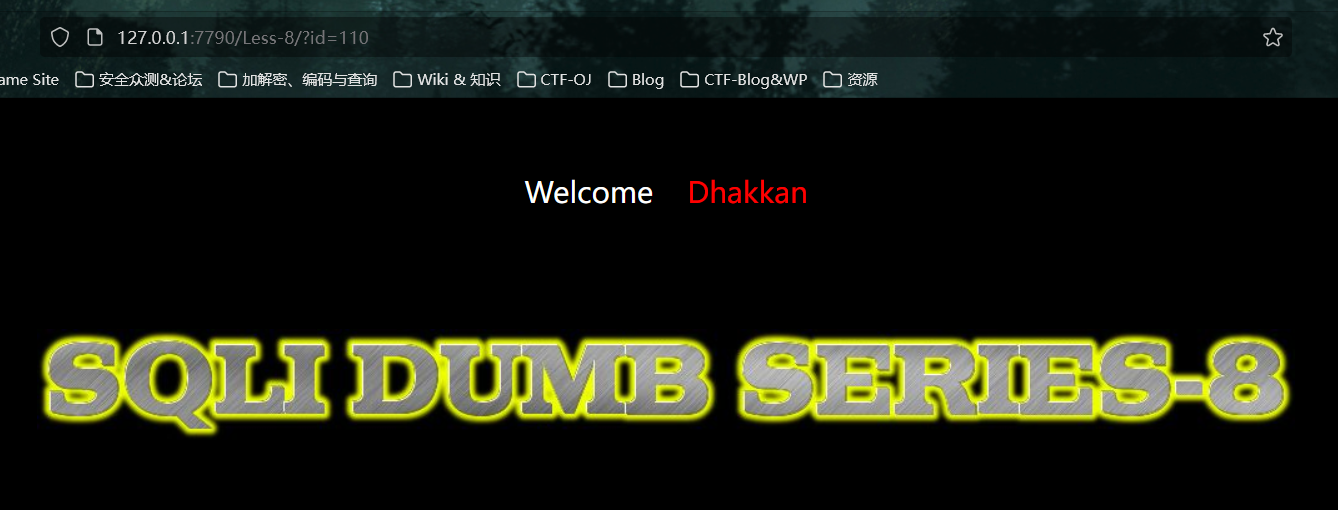 127.0.0.1:7790/Less-8/?id=110
ame Site 安全众测&论坛 加解密、编码与查询 Wiki & 知识 CTF-OJ Blog CTF-Blog&WP 资源
Welcome Dhakkan
SQLI DUMB SERIES-8